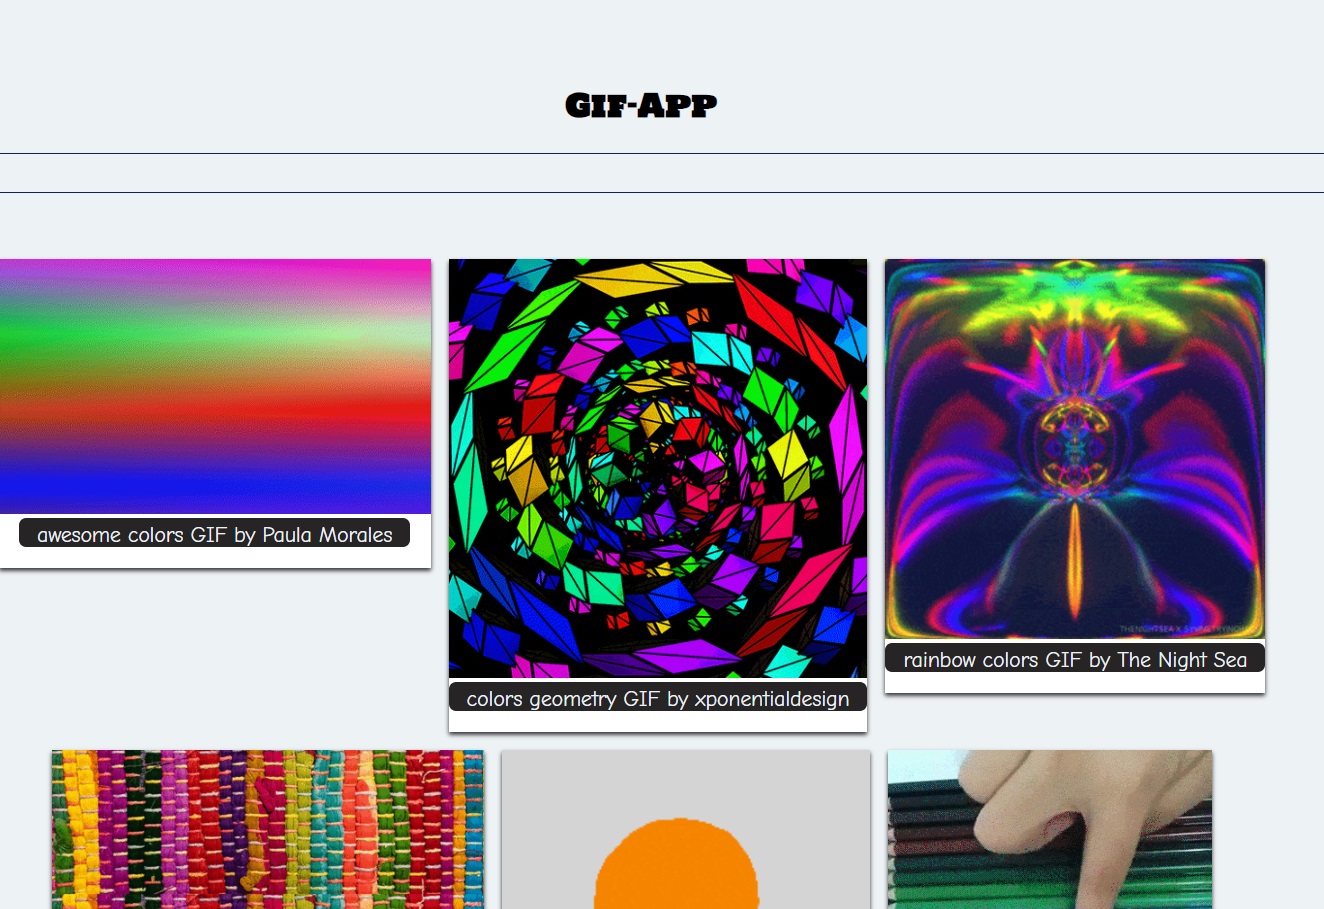 Gif-App
awesome colors GIF by Paula Morales
colors geometry GIF by xponentialdesign
rainbow colors GIF by The Night Sea